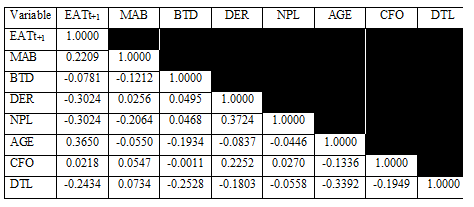 Variable EATt+1 MAB BTD DER NPL AGE CFO DTL
EATt+1 1.0000
MAB 0.2209 1.0000
BTD -0.0781 -0.1212 1.0000
DER -0.3024 0.0256 0.0495 1.0000
NPL -0.3024 -0.2064 0.0468 0.3724 1.0000
AGE 0.3650 -0.0550 -0.1934 -0.0837 -0.0446 1.0000
CFO 0.0218 0.0547 -0.0011 0.2252 0.0270 -0.1336 1.0000
DTL -0.2434 0.0734 -0.2528 -0.1803 -0.0558 -0.3392 -0.1949 1.0000